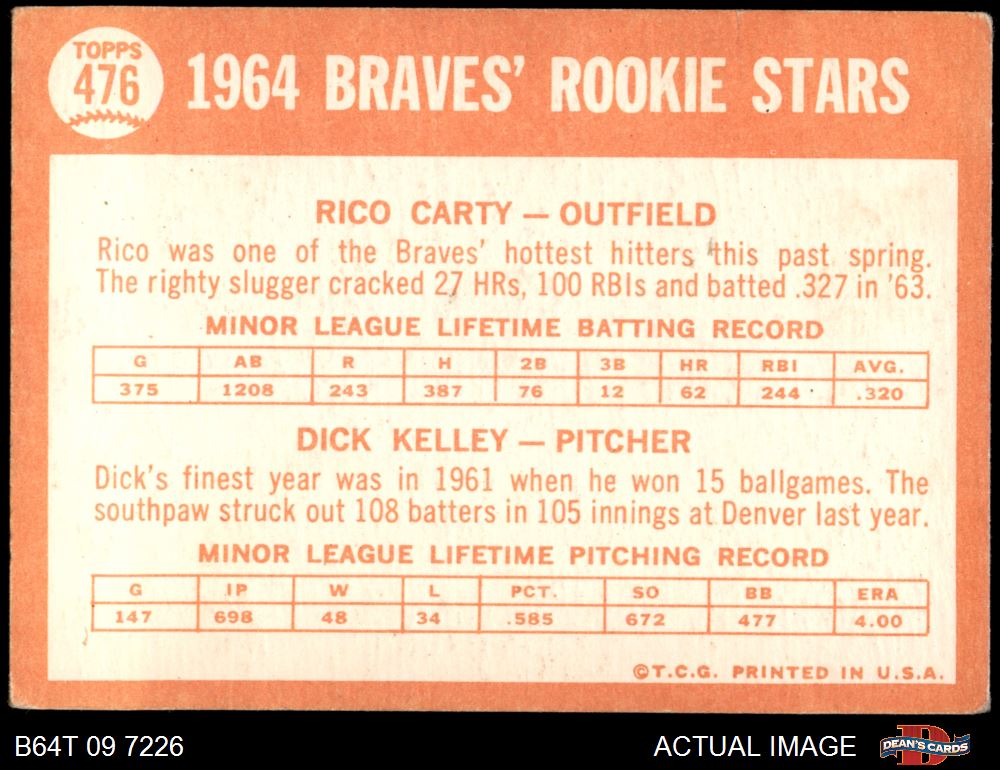 TOPPS
476
1964 BRAVES' ROOKIE STARS
RICO CARTY — OUTFIELD
Rico was one of the Braves' hottest hitters this past spring.
The righty slugger cracked 27 HRs, 100 RBIs and batted .327 in '63.
MINOR LEAGUE LIFETIME BATTING RECORD
G AB R H 2B 3B HR RBI AVG.
375 1208 243 387 76 12 62 244 .320
DICK KELLEY — PITCHER
Dick's finest year was in 1961 when he won 15 ballgames. The
southpaw struck out 108 batters in 105 innings at Denver last year.
MINOR LEAGUE LIFETIME PITCHING RECORD
G IP W L PCT. SO BB ERA
147 698 48 34 .585 672 477 4.00
©T.C.G. PRINTED IN U.S.A.
B64T 09 7226
ACTUAL IMAGE
D
DEAN'S CARDS